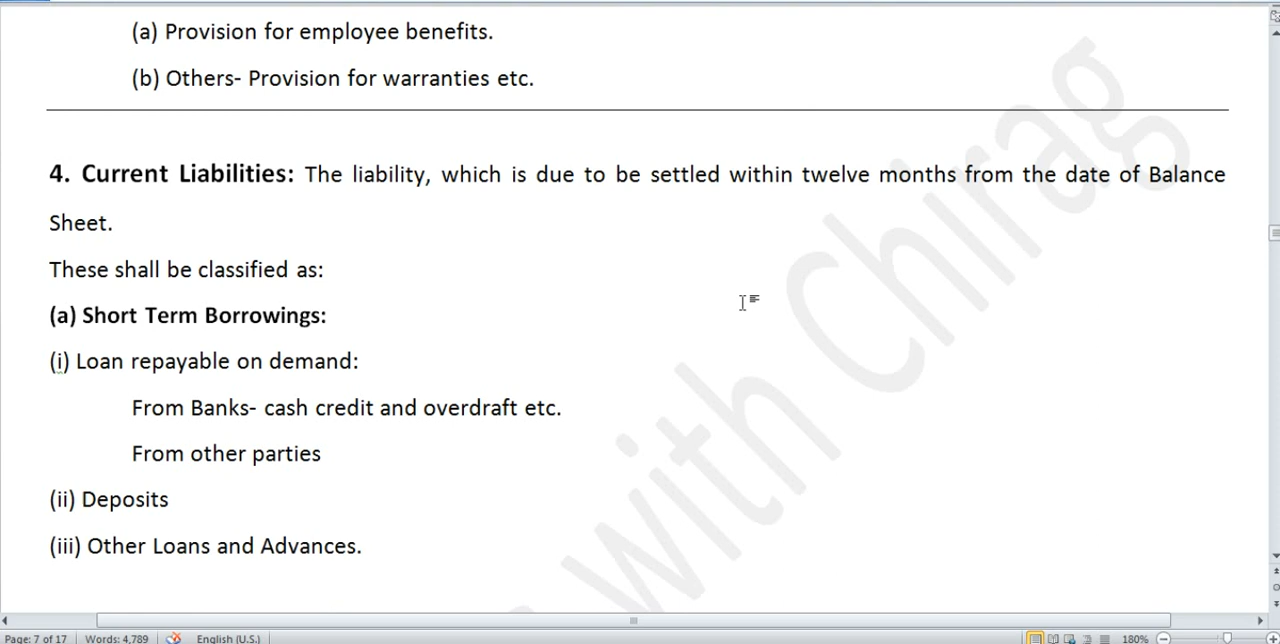 (a) Provision for employee benefits.
(b) Others- Provision for warranties etc.
4. Current Liabilities: The liability, which is due to be settled within twelve months from the date of Balance
Sheet.
These shall be classified as:
(a) Short Term Borrowings:
(i) Loan repayable on demand:
From Banks- cash credit and overdraft etc.
From other parties
(ii) Deposits
(iii) Other Loans and Advances.
with Chirag
Page: 7 of 17 Words: 4,789 English (U.S.) 180%